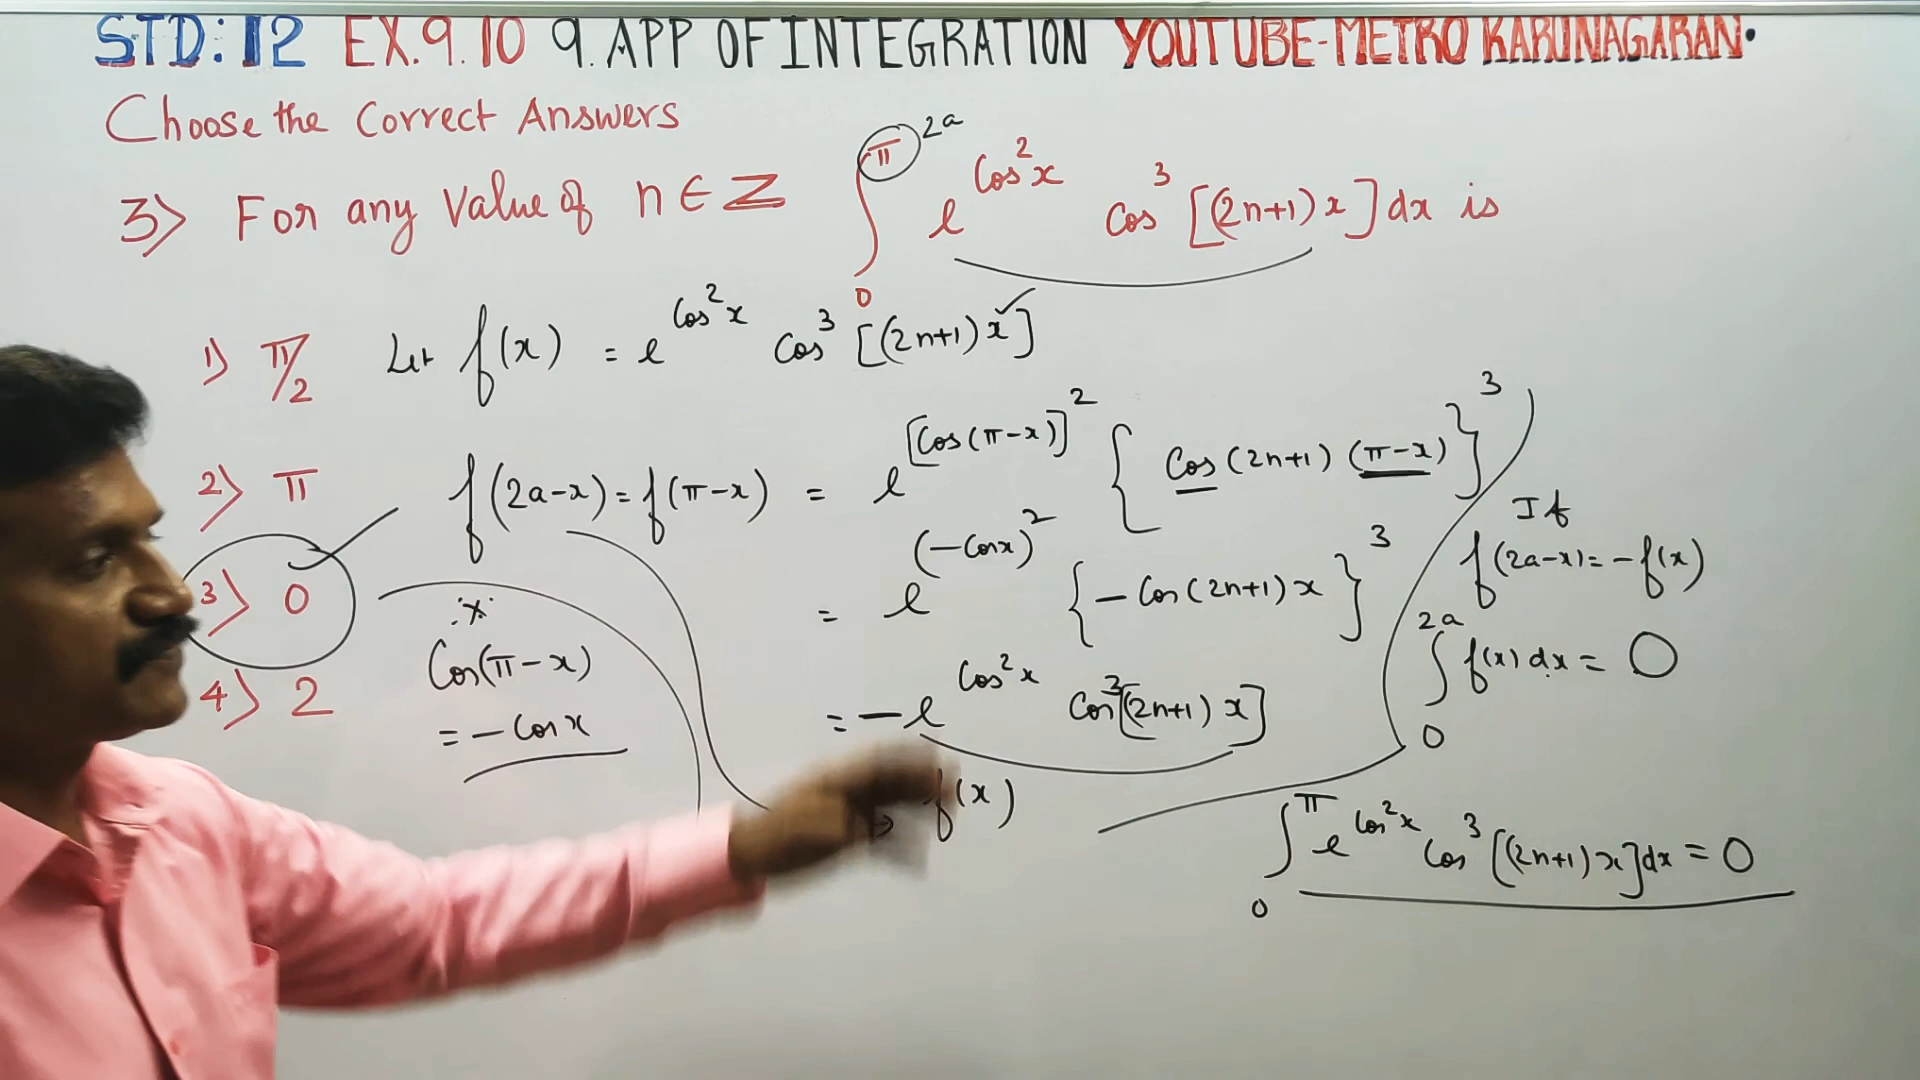 STD: 12 EX.9.10 9. APP OF INTEGRATION YOUTUBE-METRO KARUNAGARAN.
Choose the Correct Answers
3) For any Value of n ∈ Z ∫₀^π e^{cos²x} cos³[(2n+1)x]dx is
2a
1) π/2
2) π
3) 0
4) 2
Let f(x) = e^{cos²x} cos³[(2n+1)x]
f(2a-x) = f(π-x) = e^{[cos(π-x)]²} {cos(2n+1)(π-x)}³
= e^{(-cosx)²} {-cos(2n+1)x}³
= -e^{cos²x} cos³[(2n+1)x]
f(x)
cos(π-x)
= -cosx
If
f(2a-x) = -f(x)
∫₀^{2a} f(x)dx = 0
∫₀^π e^{cos²x} cos³[(2n+1)x]dx = 0